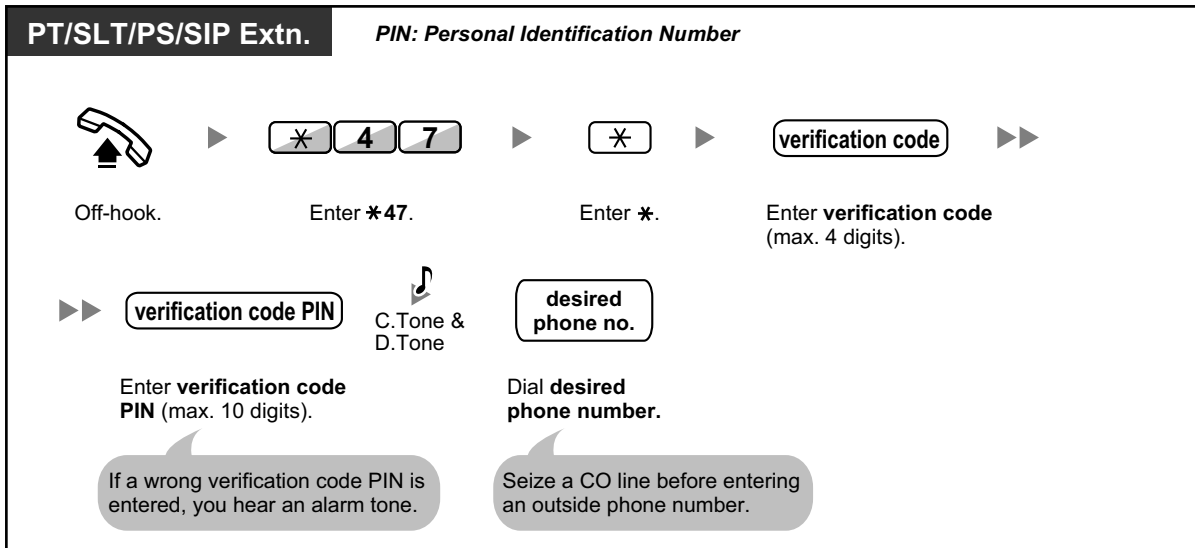 PT/SLT/PS/SIP Extn.
PIN: Personal Identification Number
* 4 7
*
verification code
Off-hook.
Enter *47.
Enter *.
Enter verification code
(max. 4 digits).
verification code PIN
C.Tone &
D.Tone
desired
phone no.
Enter verification code
PIN (max. 10 digits).
Dial desired
phone number.
If a wrong verification code PIN is
entered, you hear an alarm tone.
Seize a CO line before entering
an outside phone number.